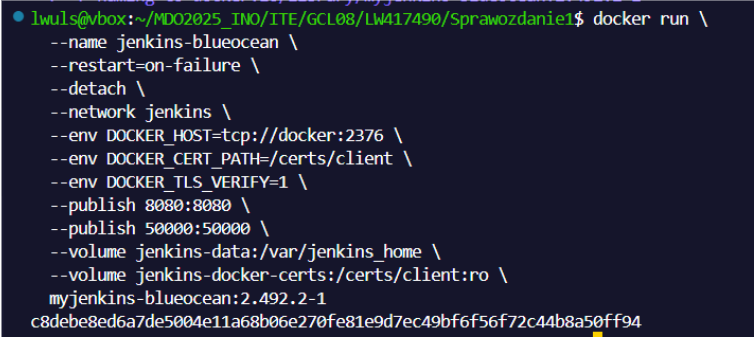 lwuls@vbox:~/MDO2025_INO/ITE/GCL08/LW417490/Sprawozdanie1$ docker run \
--name jenkins-blueocean \
--restart=on-failure \
--detach \
--network jenkins \
--env DOCKER_HOST=tcp://docker:2376 \
--env DOCKER_CERT_PATH=/certs/client \
--env DOCKER_TLS_VERIFY=1 \
--publish 8080:8080 \
--publish 50000:50000 \
--volume jenkins-data:/var/jenkins_home \
--volume jenkins-docker-certs:/certs/client:ro \
myjenkins-blueocean:2.492.2-1
c8debe8ed6a7de5004e11a68b06e270fe81e9d7ec49bf6f56f72c44b8a50ff94